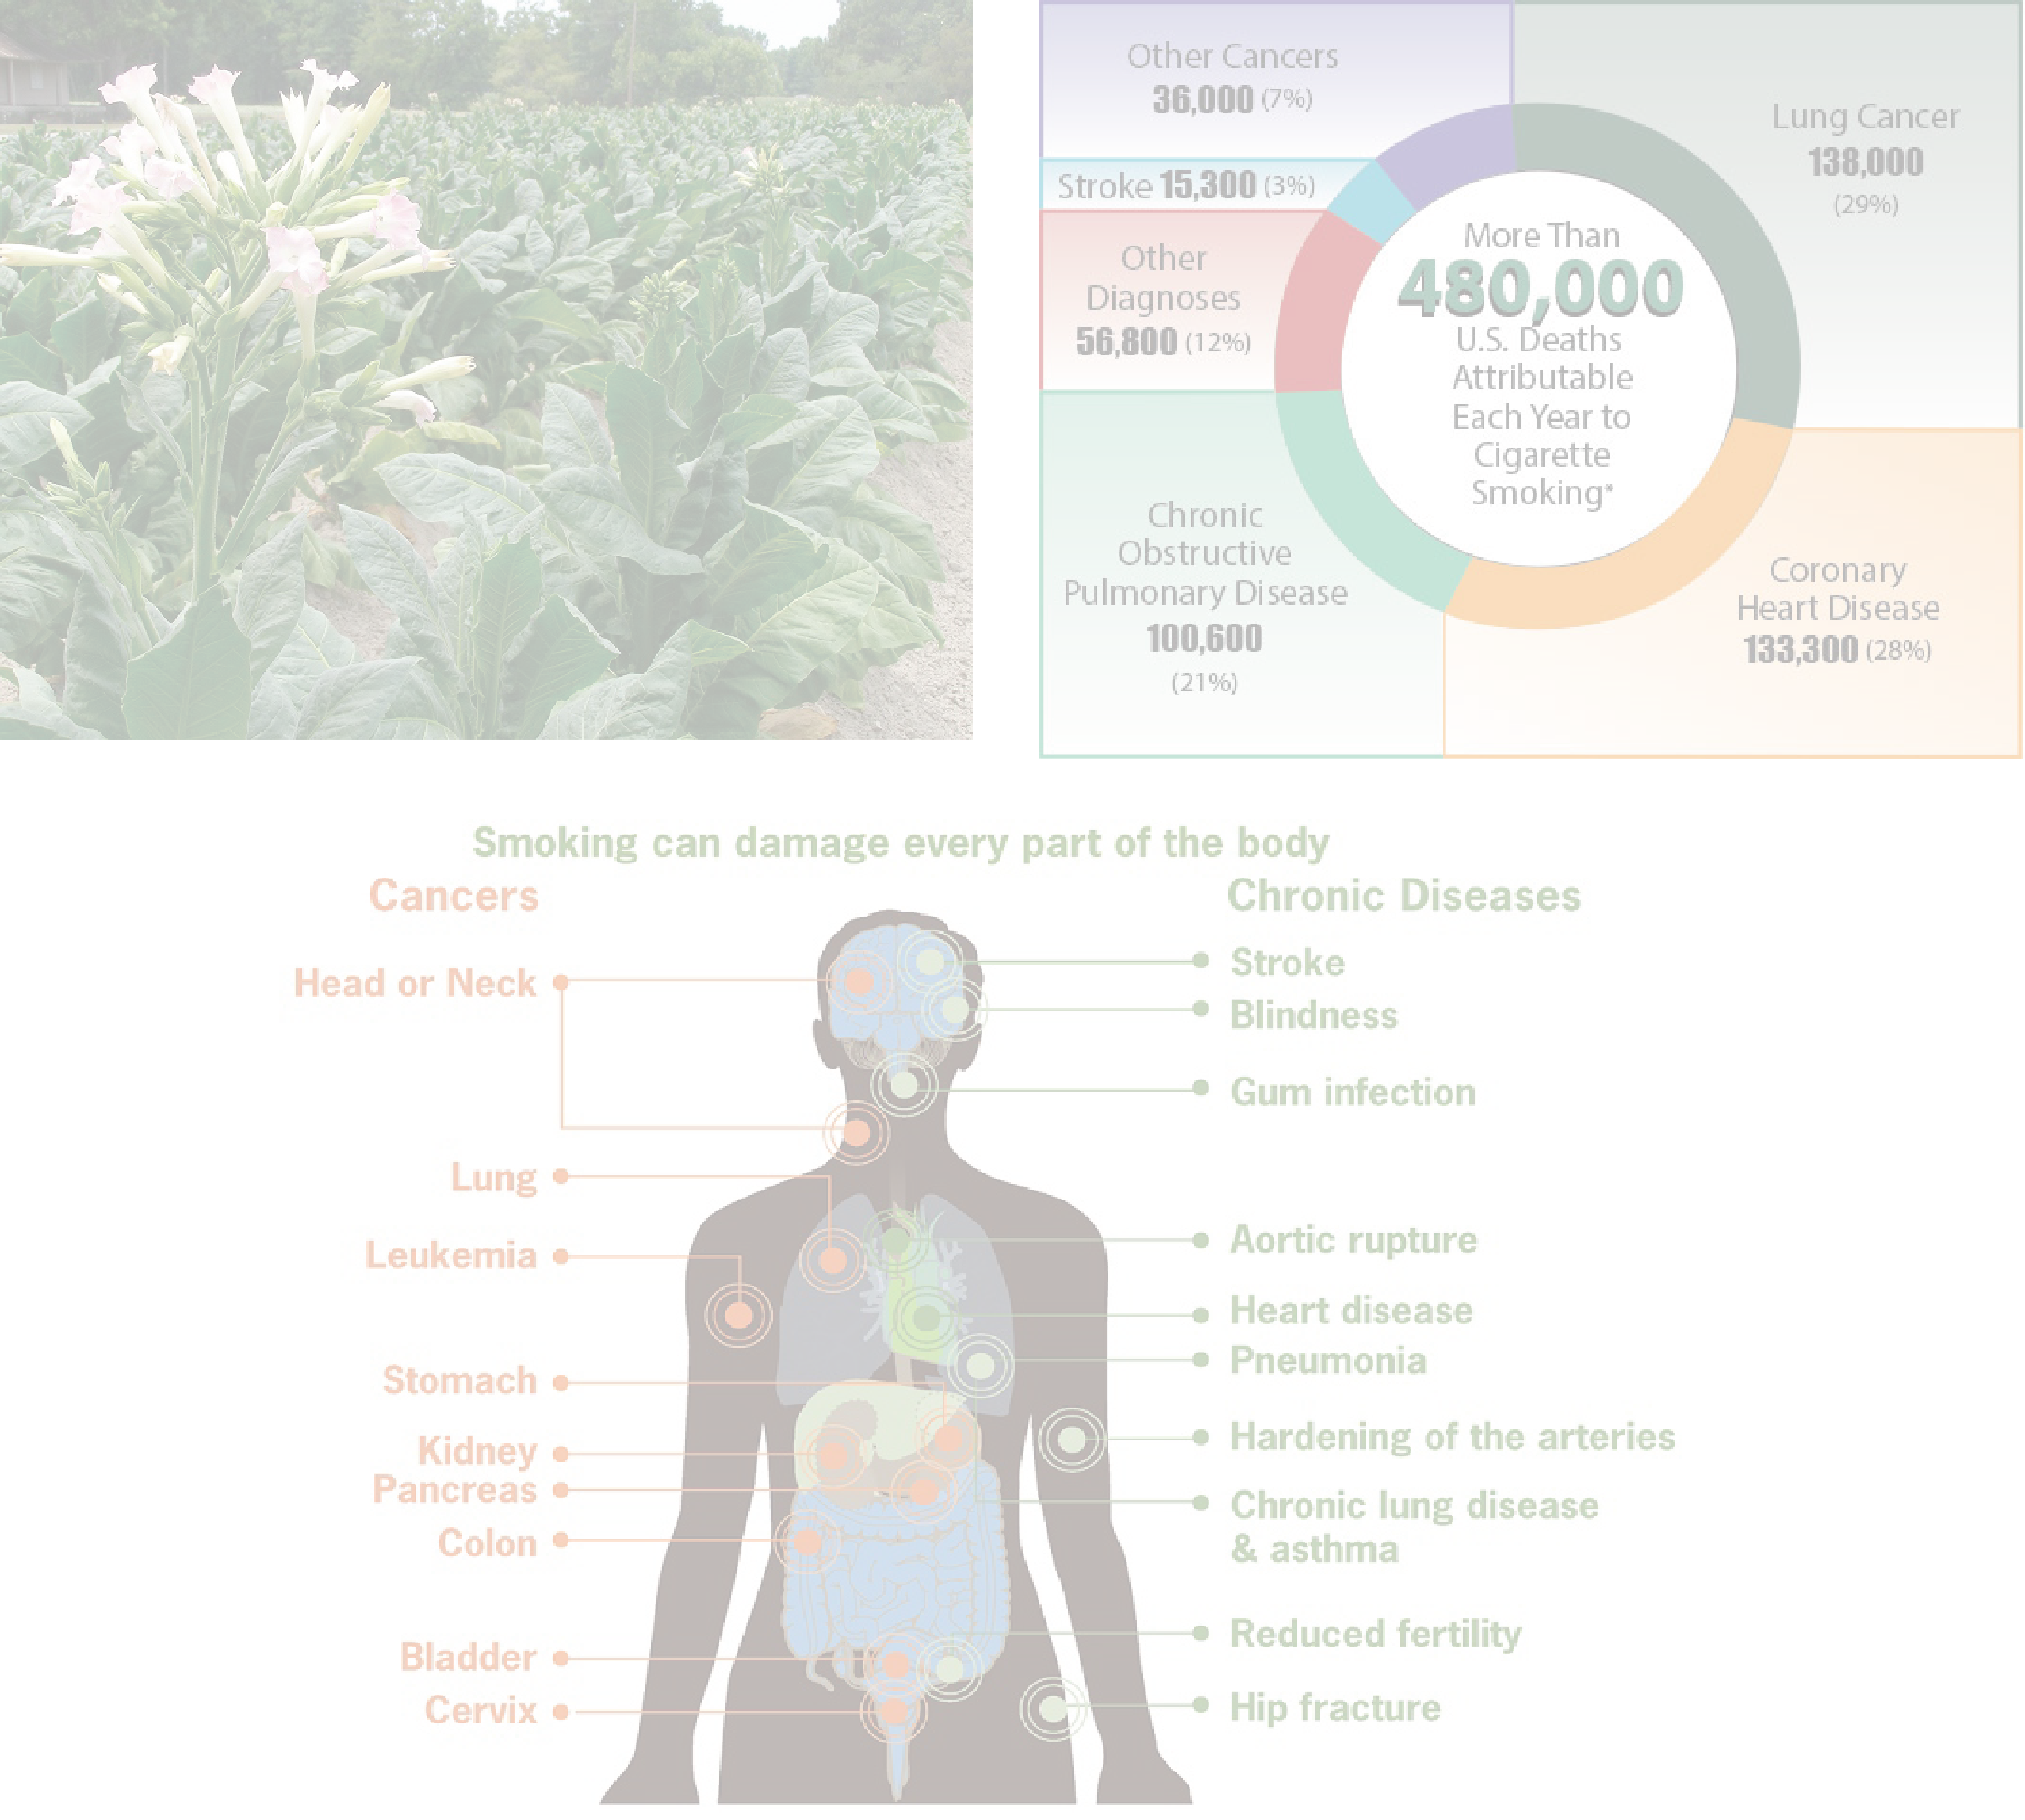 Other Cancers
36,000 (7%)
Stroke 15,300 (3%)
Other
Diagnoses
56,800 (12%)
Chronic
Obstructive
Pulmonary Disease
100,600
(21%)
Lung Cancer
138,000
(29%)
Coronary
Heart Disease
133,300 (28%)
More Than
480,000
U.S. Deaths
Attributable
Each Year to
Cigarette
Smoking*
Smoking can damage every part of the body
Cancers
Head or Neck
Lung
Leukemia
Stomach
Kidney
Pancreas
Colon
Bladder
Cervix
Chronic Diseases
Stroke
Blindness
Gum infection
Aortic rupture
Heart disease
Pneumonia
Hardening of the arteries
Chronic lung disease
& asthma
Reduced fertility
Hip fracture